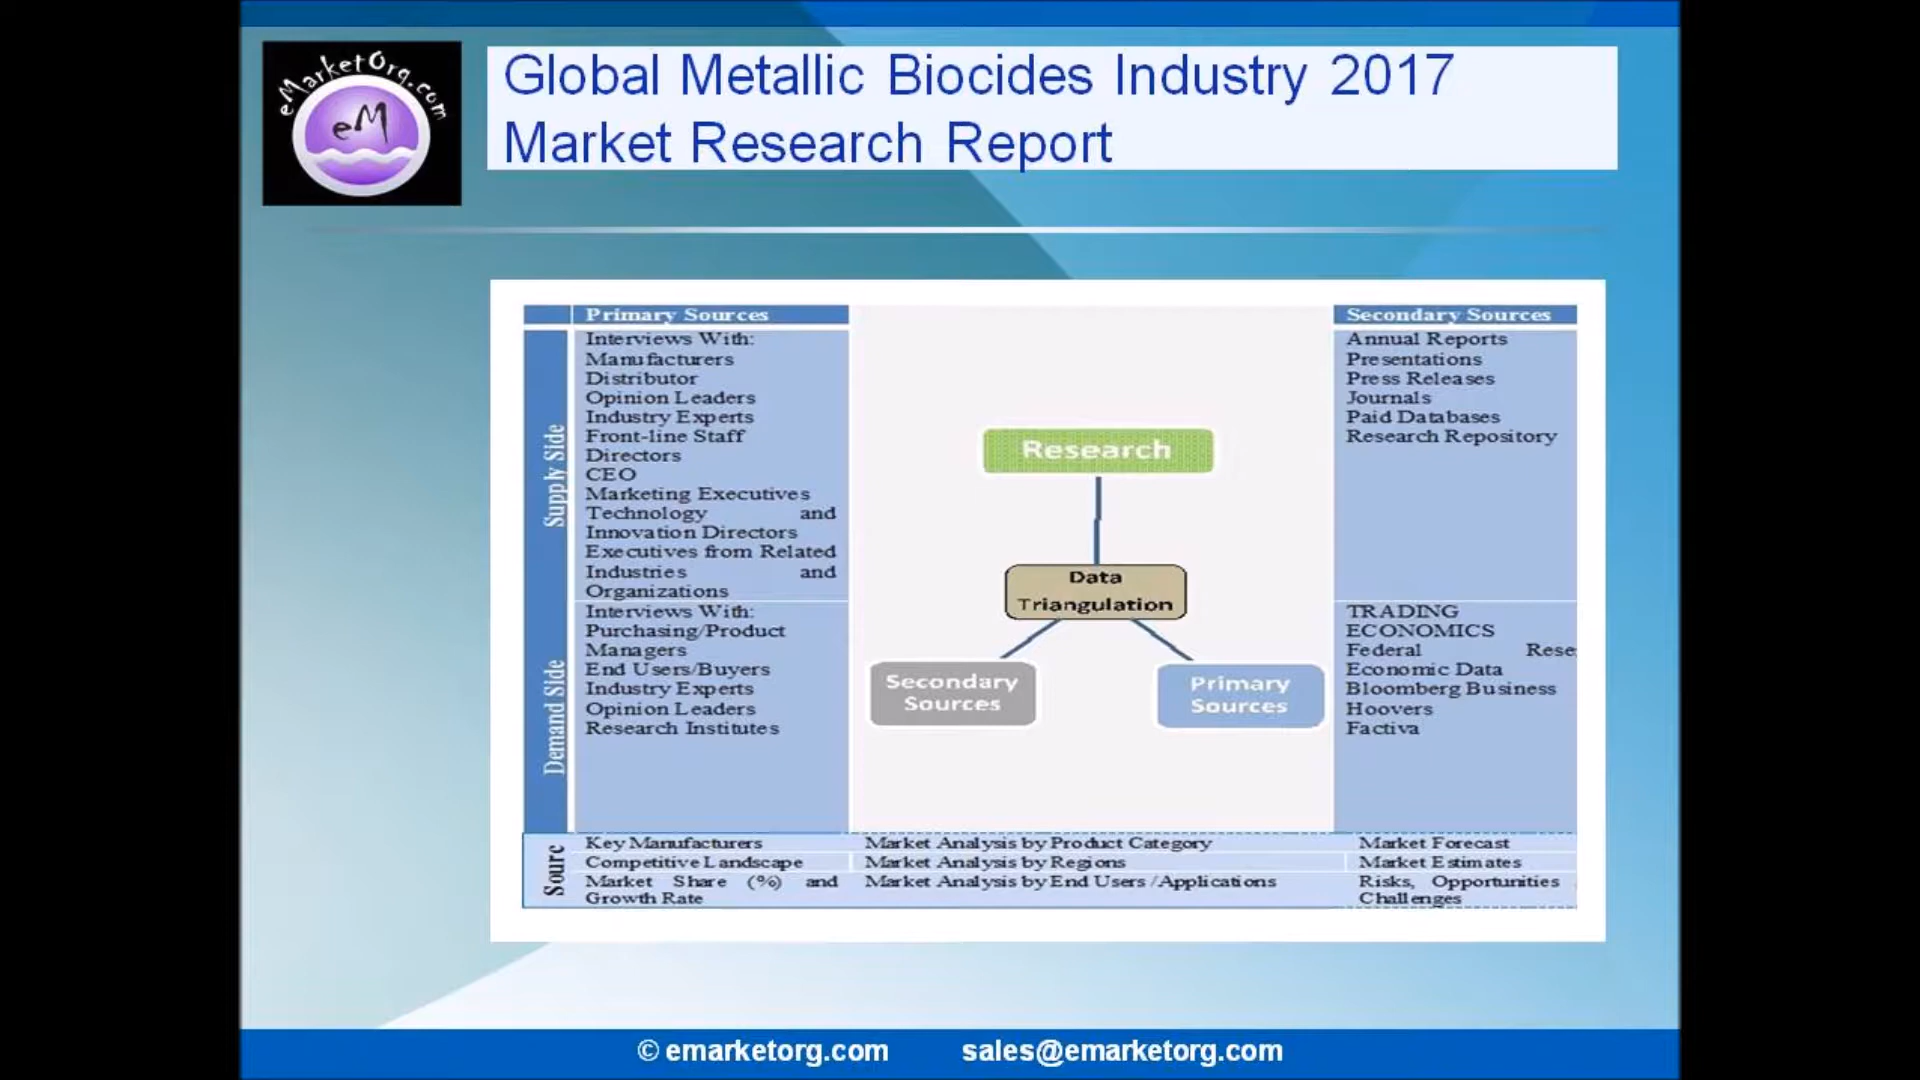 eMarketOrg.com
eM
Global Metallic Biocides Industry 2017
Market Research Report
Primary Sources
Secondary Sources
Supply Side
Interviews With:
Manufacturers
Distributor
Opinion Leaders
Industry Experts
Front-line Staff
Directors
CEO
Marketing Executives
Technology and
Innovation Directors
Executives from Related
Industries and
Organizations
Annual Reports
Presentations
Press Releases
Journals
Paid Databases
Research Repository
Research
Data
Triangulation
Secondary
Sources
Primary
Sources
Demand Side
Interviews With:
Purchasing/Product
Managers
End Users/Buyers
Industry Experts
Opinion Leaders
Research Institutes
TRADING
ECONOMICS
Federal Rese
Economic Data
Bloomberg Business
Hoovers
Factiva
Sourc
Key Manufacturers
Competitive Landscape
Market Share (%) and
Growth Rate
Market Analysis by Product Category
Market Analysis by Regions
Market Analysis by End Users /Applications
Market Forecast
Market Estimates
Risks, Opportunities
Challenges
© emarketorg.com sales@emarketorg.com